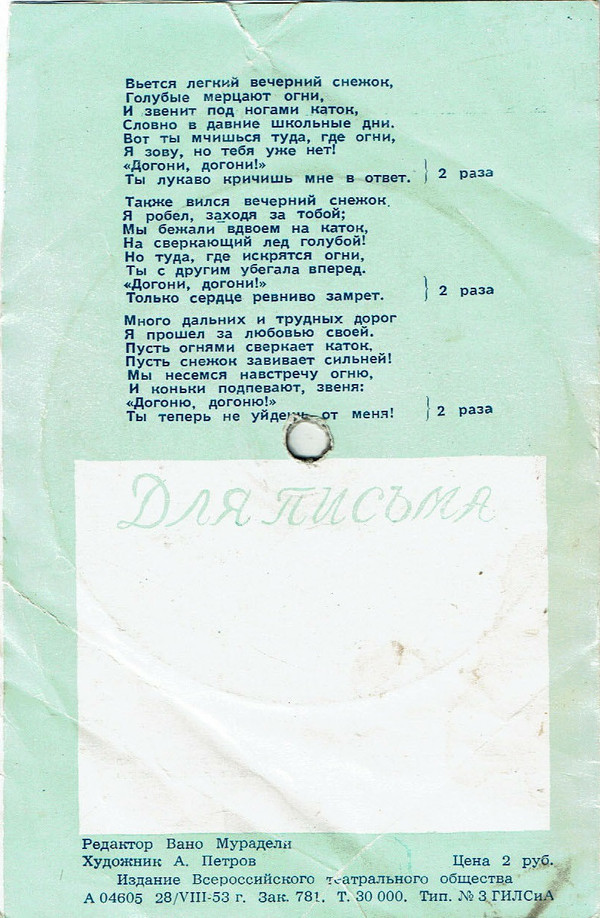 Вьется легкий вечерний снежок,
Голубые мерцают огни,
И звенит под ногами каток,
Словно в давние школьные дни.
Вот ты мчишься туда, где огни,
Я зову, но тебя уже нет!
«Догони, догони!»
Ты лукаво кричишь мне в ответ. } 2 раза
Также вился вечерний снежок
Я робел, заходя за тобой;
Мы бежали вдвоем на каток,
На сверкающий лед голубой!
Но туда, где искрятся огни,
Ты с другим убегала вперед.
«Догони, догони!»
Только сердце ревниво замрет. } 2 раза
Много дальних и трудных дорог
Я прошел за любовью своей.
Пусть огнями сверкает каток,
Пусть снежок завивает сильней!
Мы несемся навстречу огню,
И коньки подпевают, звеня:
«Догоню, догоню!»
Ты теперь не уйдешь от меня! } 2 раза
Для письма
Редактор Вано Мурадели
Художник А. Петров Цена 2 руб.
Издание Всероссийского театрального общества
А 04605 28/VIII-53 г. Зак. 781. Т. 30 000. Тип. № 3 ГИЛСиА